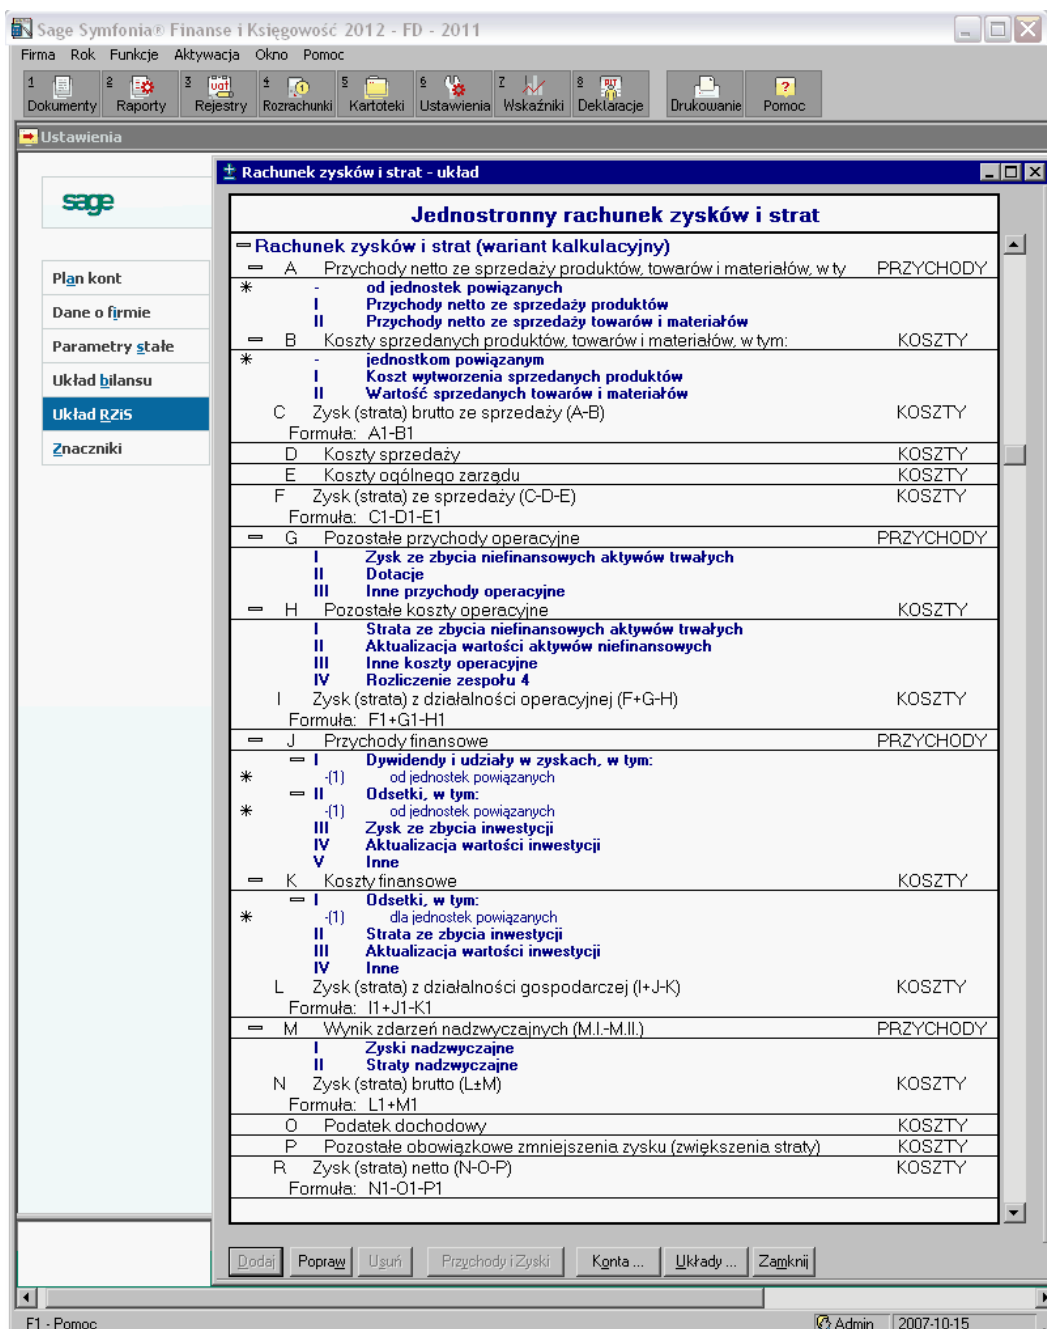 Sage Symfonia® Finanse i Księgowość 2012 - FD - 2011
Firma Rok Funkcje Aktywacja Okno Pomoc
1 2 3 4 5 6 7 8
Dokumenty Raporty Rejestry Rozrachunki Kartoteki Ustawienia Wskaźniki Deklaracje Drukowanie Pomoc
Ustawienia
Rachunek zysków i strat - układ
sage
Plan kont
Dane o firmie
Parametry stałe
Układ bilansu
Układ RZiS
Znaczniki
Jednostronny rachunek zysków i strat
Rachunek zysków i strat (wariant kalkulacyjny)
A Przychody netto ze sprzedaży produktów, towarów i materiałów, w ty PRZYCHODY
* - od jednostek powiązanych
I Przychody netto ze sprzedaży produktów
II Przychody netto ze sprzedaży towarów i materiałów
B Koszty sprzedanych produktów, towarów i materiałów, w tym: KOSZTY
* - jednostkom powiązanym
I Koszt wytworzenia sprzedanych produktów
II Wartość sprzedanych towarów i materiałów
C Zysk (strata) brutto ze sprzedaży (A-B) KOSZTY
Formuła: A1-B1
D Koszty sprzedaży KOSZTY
E Koszty ogólnego zarządu KOSZTY
F Zysk (strata) ze sprzedaży (C-D-E) KOSZTY
Formuła: C1-D1-E1
G Pozostałe przychody operacyjne PRZYCHODY
I Zysk ze zbycia niefinansowych aktywów trwałych
II Dotacje
III Inne przychody operacyjne
H Pozostałe koszty operacyjne KOSZTY
I Strata ze zbycia niefinansowych aktywów trwałych
II Aktualizacja wartości aktywów niefinansowych
III Inne koszty operacyjne
IV Rozliczenie zespołu 4
I Zysk (strata) z działalności operacyjnej (F+G-H) KOSZTY
Formuła: F1+G1-H1
J Przychody finansowe PRZYCHODY
I Dywidendy i udziały w zyskach, w tym:
* -(1) od jednostek powiązanych
II Odsetki, w tym:
* -(1) od jednostek powiązanych
III Zysk ze zbycia inwestycji
IV Aktualizacja wartości inwestycji
V Inne
K Koszty finansowe KOSZTY
I Odsetki, w tym:
* -(1) dla jednostek powiązanych
II Strata ze zbycia inwestycji
III Aktualizacja wartości inwestycji
IV Inne
L Zysk (strata) z działalności gospodarczej (I+J-K) KOSZTY
Formuła: I1+J1-K1
M Wynik zdarzeń nadzwyczajnych (M.I.-M.II.) PRZYCHODY
I Zyski nadzwyczajne
II Straty nadzwyczajne
N Zysk (strata) brutto (L±M) KOSZTY
Formuła: L1+M1
O Podatek dochodowy KOSZTY
P Pozostałe obowiązkowe zmniejszenia zysku (zwiększenia straty) KOSZTY
R Zysk (strata) netto (N-O-P) KOSZTY
Formuła: N1-O1-P1
Dodaj Popraw Usuń Przychody i Zyski Konta ... Układy ... Zamknij
F1 - Pomoc Admin 2007-10-15